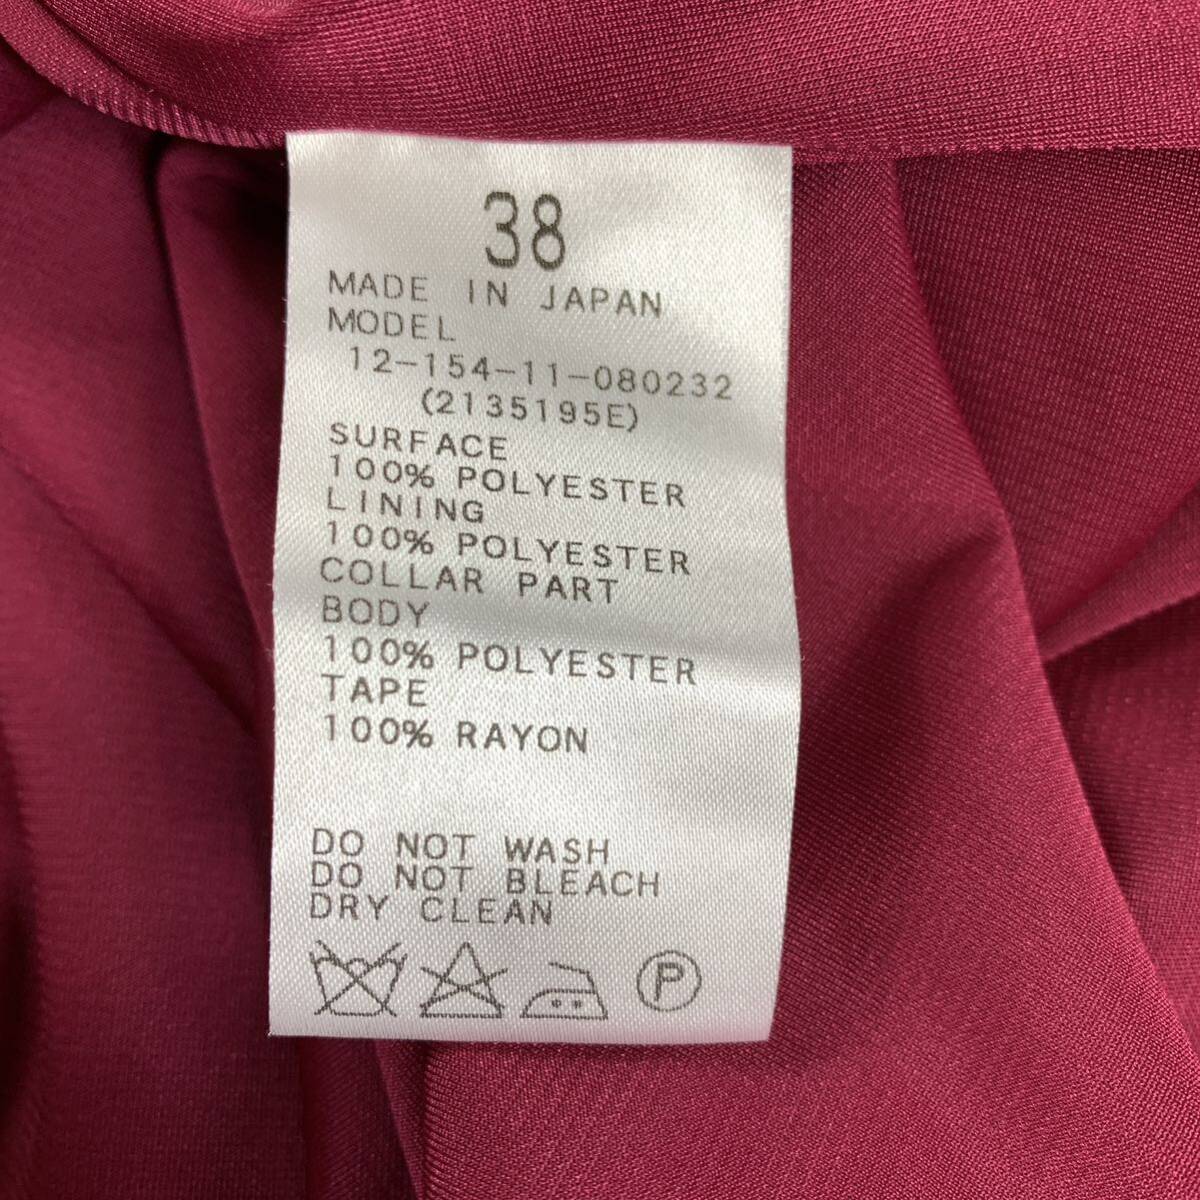 38
MADE IN JAPAN
MODEL
12-154-11-080232
(2135195E)
SURFACE
100% POLYESTER
LINING
100% POLYESTER
COLLAR PART
BODY
100% POLYESTER
TAPE
100% RAYON
DO NOT WASH
DO NOT BLEACH
DRY CLEAN
P